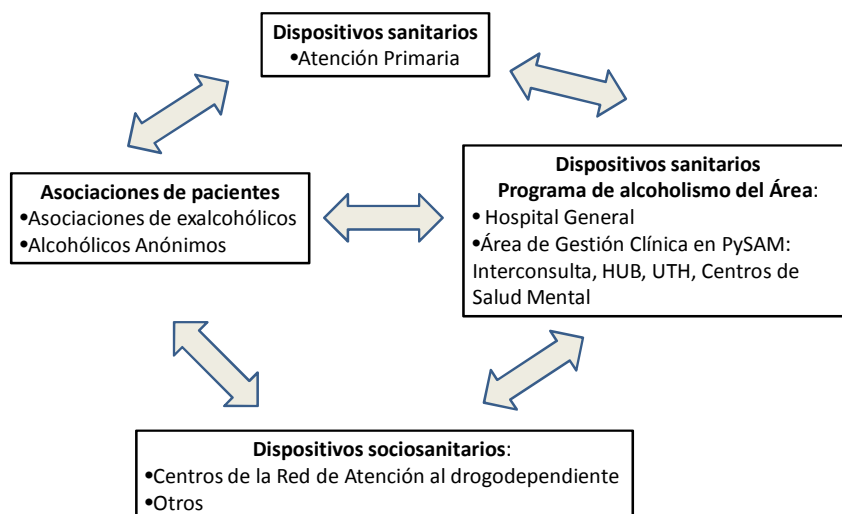 Dispositivos sanitarios
•Atención Primaria
Asociaciones de pacientes
•Asociaciones de exalcohólicos
•Alcohólicos Anónimos
Dispositivos sanitarios
Programa de alcoholismo del Área:
• Hospital General
•Área de Gestión Clínica en PySAM:
Interconsulta, HUB, UTH, Centros de
Salud Mental
Dispositivos sociosanitarios:
•Centros de la Red de Atención al drogodependiente
•Otros